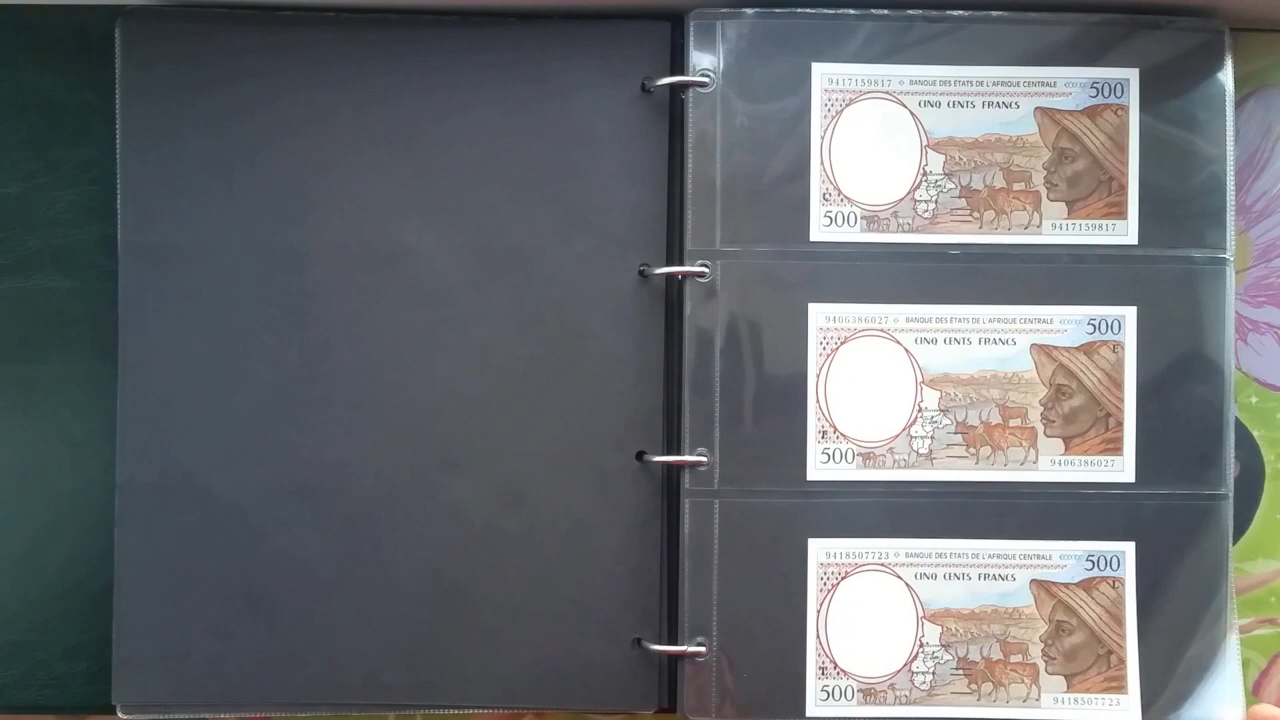 9417159817 BANQUE DES ÉTATS DE L'AFRIQUE CENTRALE 500
CINQ CENTS FRANCS
C
C
500
9417159817
9406386027 BANQUE DES ÉTATS DE L'AFRIQUE CENTRALE 500
CINQ CENTS FRANCS
E
E
500
9406386027
9418507723 BANQUE DES ÉTATS DE L'AFRIQUE CENTRALE 500
CINQ CENTS FRANCS
L
500
9418507723